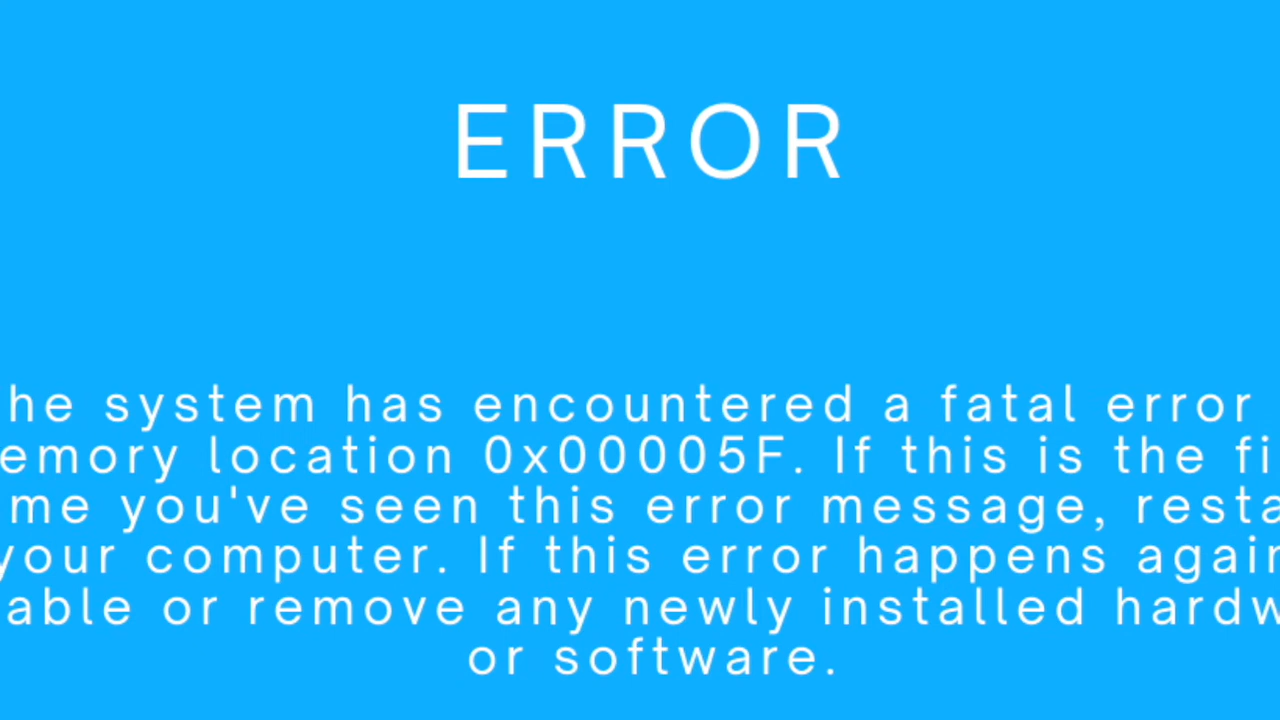 ERROR
he system has encountered a fatal error
emory location 0x00005F. If this is the fi
me you've seen this error message, resta
your computer. If this error happens again
able or remove any newly installed hardw
or software.